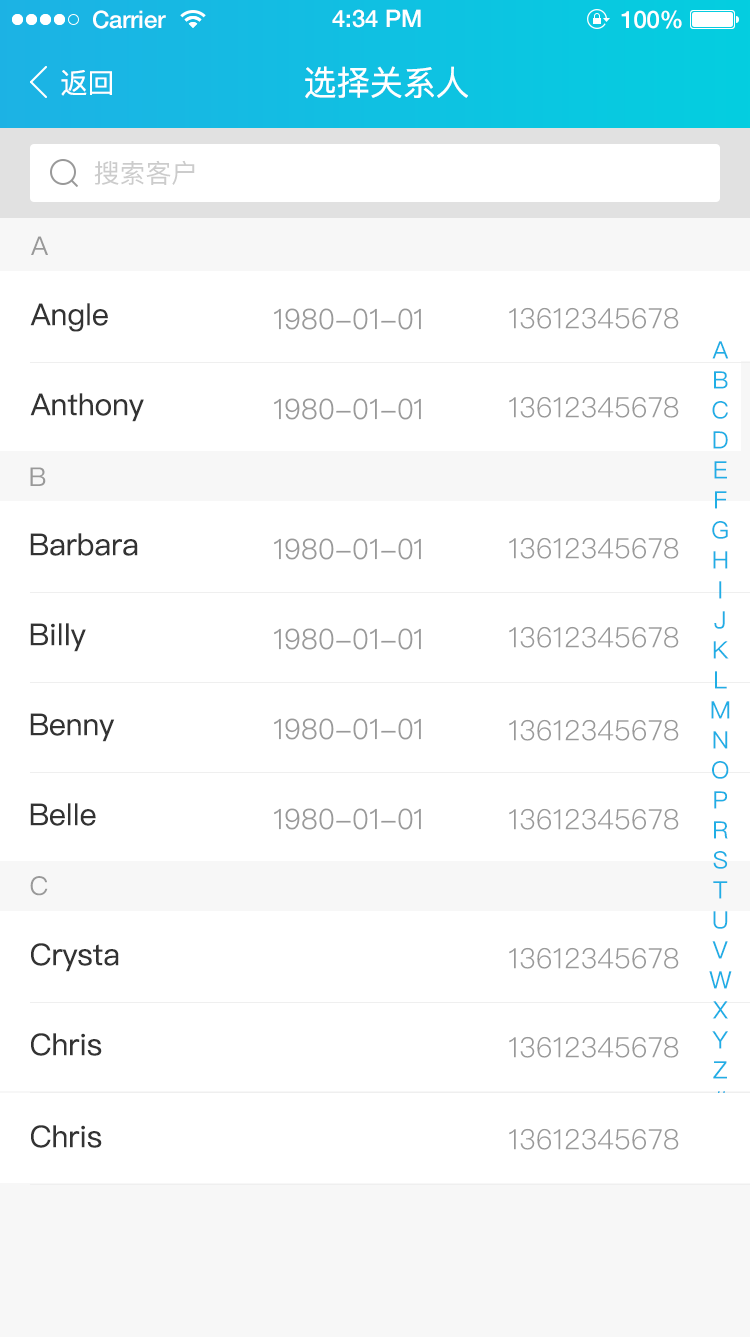 Carrier 4:34 PM 100%
返回 选择关系人
搜索客户
A
Angle 1980-01-01 13612345678
Anthony 1980-01-01 13612345678
B
Barbara 1980-01-01 13612345678
Billy 1980-01-01 13612345678
Benny 1980-01-01 13612345678
Belle 1980-01-01 13612345678
C
Crysta 13612345678
Chris 13612345678
Chris 13612345678
A
B
C
D
E
F
G
H
I
J
K
L
M
N
O
P
R
S
T
U
V
W
X
Y
Z